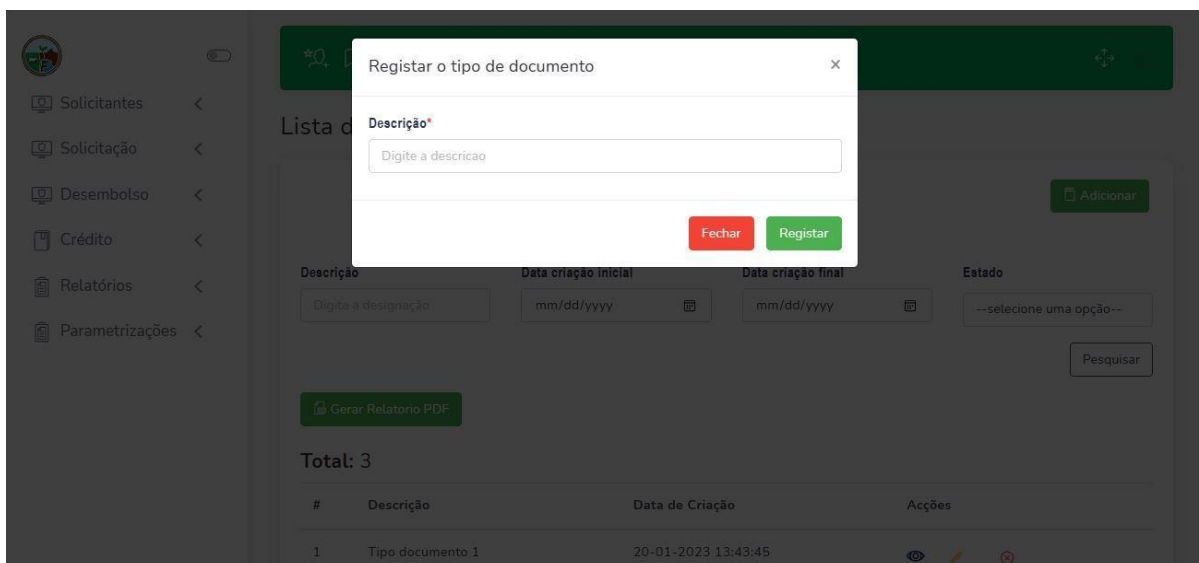 Registar o tipo de documento ×
Solicitantes
Lista d
Descrição*
Digite a descricao
Solicitação
Desembolso
Adicionar
Crédito
Fechar Registar
Descrição Data criação inicial Data criação final Estado
Relatórios
Digite a designação mm/dd/yyyy mm/dd/yyyy --selecione uma opção--
Parametrizações
Pesquisar
Gerar Relatorio PDF
Total: 3
# Descrição Data de Criação Acções
1 Tipo documento 1 20-01-2023 13:43:45